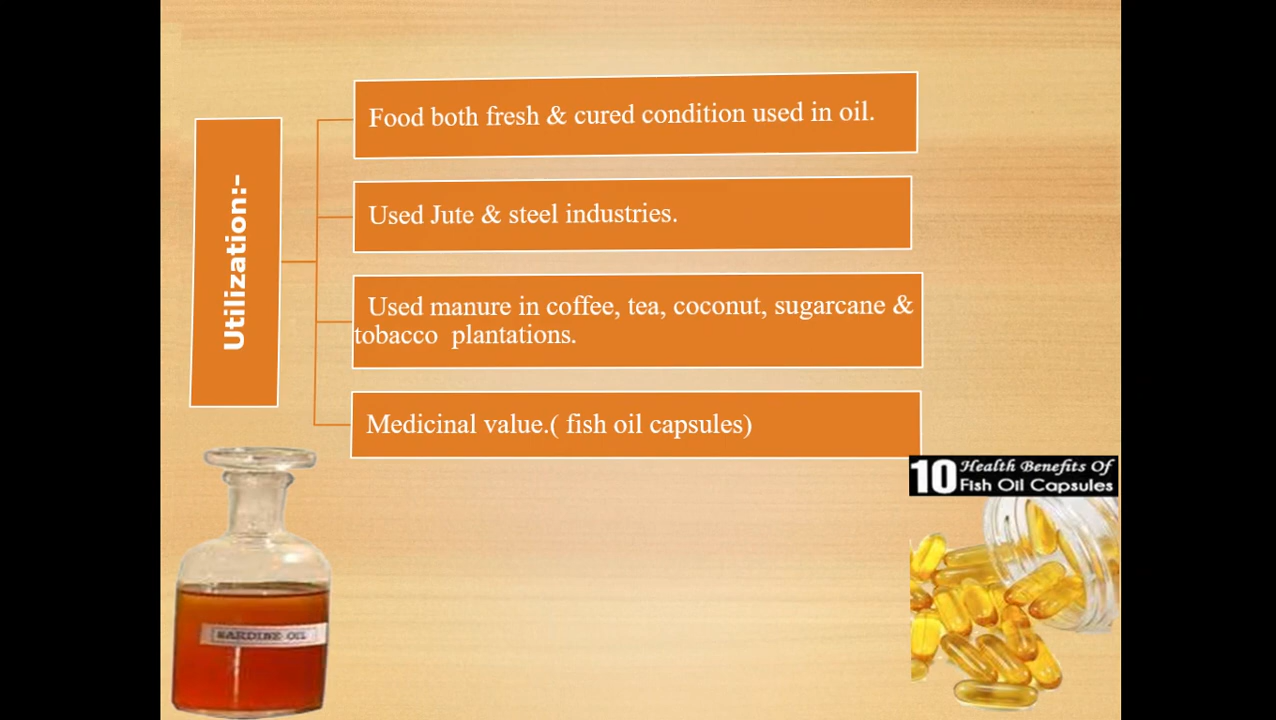 Utilization:-
Food both fresh & cured condition used in oil.
Used Jute & steel industries.
Used manure in coffee, tea, coconut, sugarcane &
tobacco plantations.
Medicinal value.( fish oil capsules)
10 Health Benefits Of
Fish Oil Capsules
SARDINE OIL